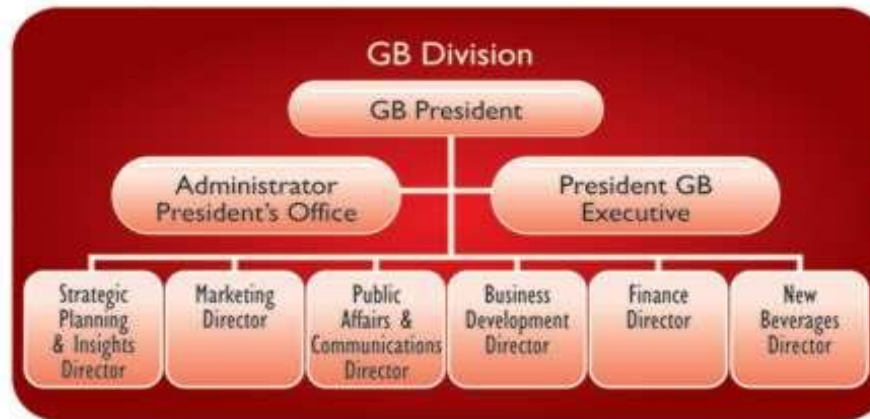 GB Division
GB President
Administrator
President's Office
President GB
Executive
Strategic
Planning
& Insights
Director
Marketing
Director
Public
Affairs &
Communications
Director
Business
Development
Director
Finance
Director
New
Beverages
Director